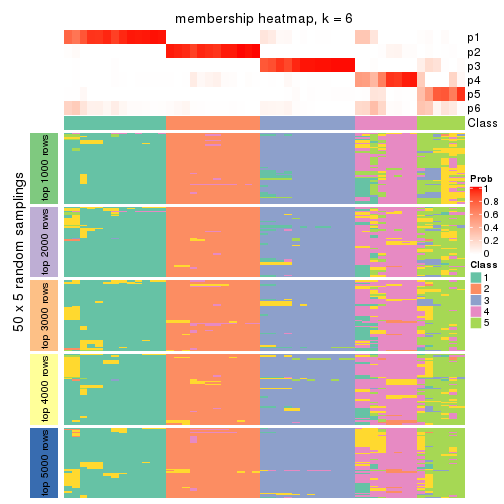 membership heatmap, k = 6
p1
p2
p3
p4
p5
p6
Class
50 x 5 random samplings
top 1000 rows
top 2000 rows
top 3000 rows
top 4000 rows
top 5000 rows
Prob
1
0.8
0.6
0.4
0.2
0
Class
1
2
3
4
5